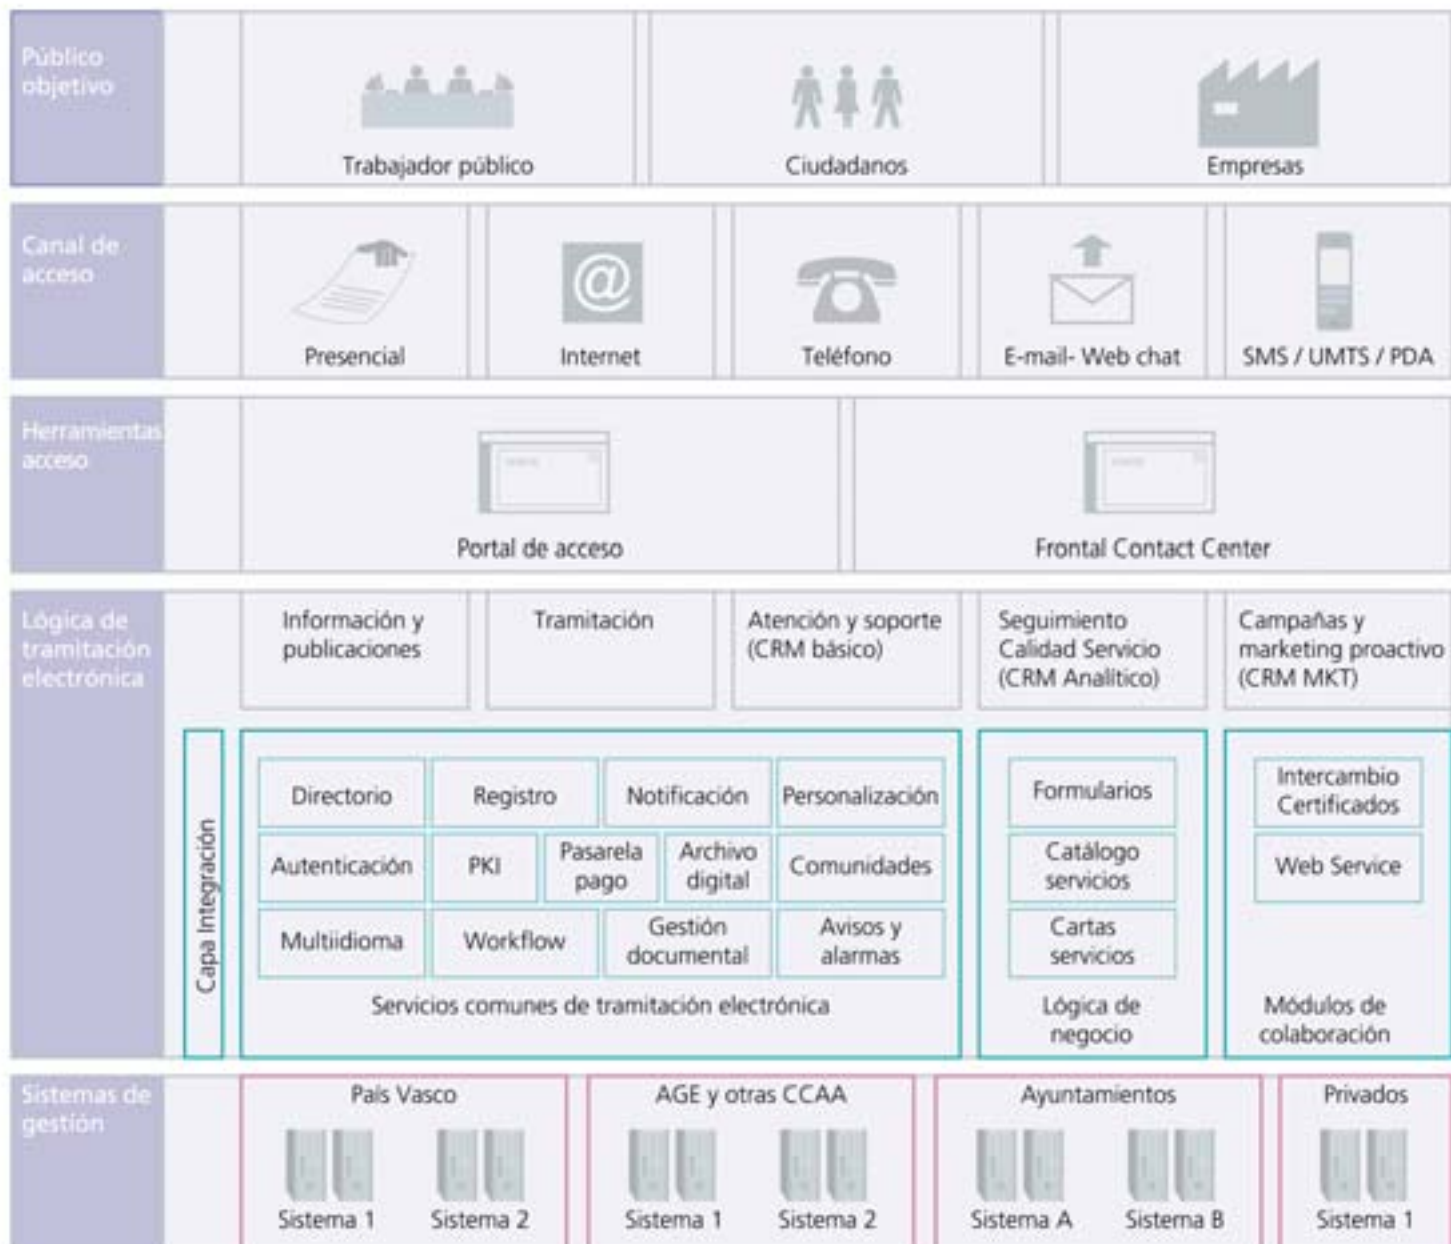 Público
objetivo
Trabajador público
Ciudadanos
Empresas
Canal de
acceso
Presencial
Internet
Teléfono
E-mail- Web chat
SMS / UMTS / PDA
Herramientas
acceso
Portal de acceso
Frontal Contact Center
Lógica de
tramitación
electrónica
Información y
publicaciones
Tramitación
Atención y soporte
(CRM básico)
Seguimiento
Calidad Servicio
(CRM Analítico)
Campañas y
marketing proactivo
(CRM MKT)
Capa Integración
Directorio
Registro
Notificación
Personalización
Autenticación
PKI
Pasarela
pago
Archivo
digital
Comunidades
Multiidioma
Workflow
Gestión
documental
Avisos y
alarmas
Servicios comunes de tramitación electrónica
Formularios
Catálogo
servicios
Cartas
servicios
Lógica de
negocio
Intercambio
Certificados
Web Service
Módulos de
colaboración
Sistemas de
gestión
País Vasco
Sistema 1
Sistema 2
AGE y otras CCAA
Sistema 1
Sistema 2
Ayuntamientos
Sistema A
Sistema B
Privados
Sistema 1